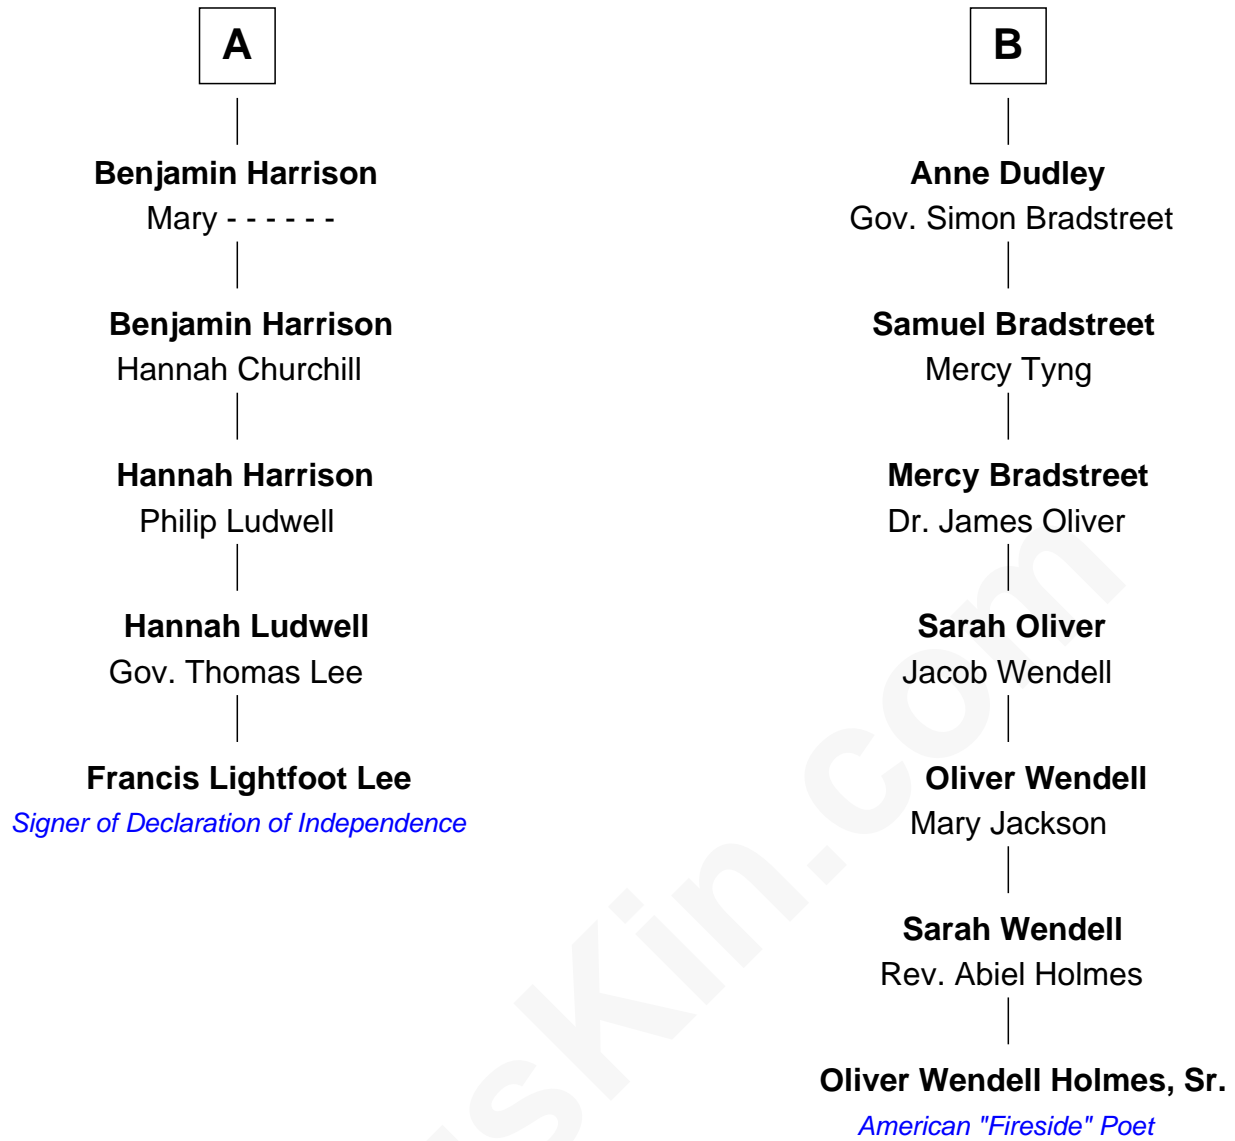 A
Benjamin Harrison
Mary - - - - - -
Benjamin Harrison
Hannah Churchill
Hannah Harrison
Philip Ludwell
Hannah Ludwell
Gov. Thomas Lee
Francis Lightfoot Lee
Signer of Declaration of Independence
B
Anne Dudley
Gov. Simon Bradstreet
Samuel Bradstreet
Mercy Tyng
Mercy Bradstreet
Dr. James Oliver
Sarah Oliver
Jacob Wendell
Oliver Wendell
Mary Jackson
Sarah Wendell
Rev. Abiel Holmes
Oliver Wendell Holmes, Sr.
American "Fireside" Poet
sKin.com